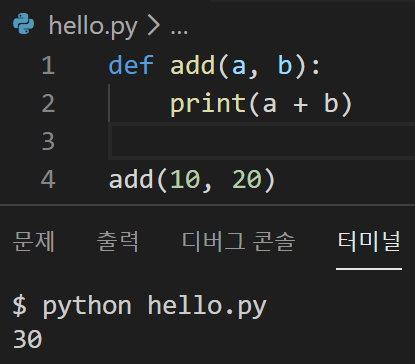 hello.py > ...
1 def add(a, b):
2     print(a + b)
3
4 add(10, 20)
문제 출력 디버그 콘솔 터미널
$ python hello.py
30